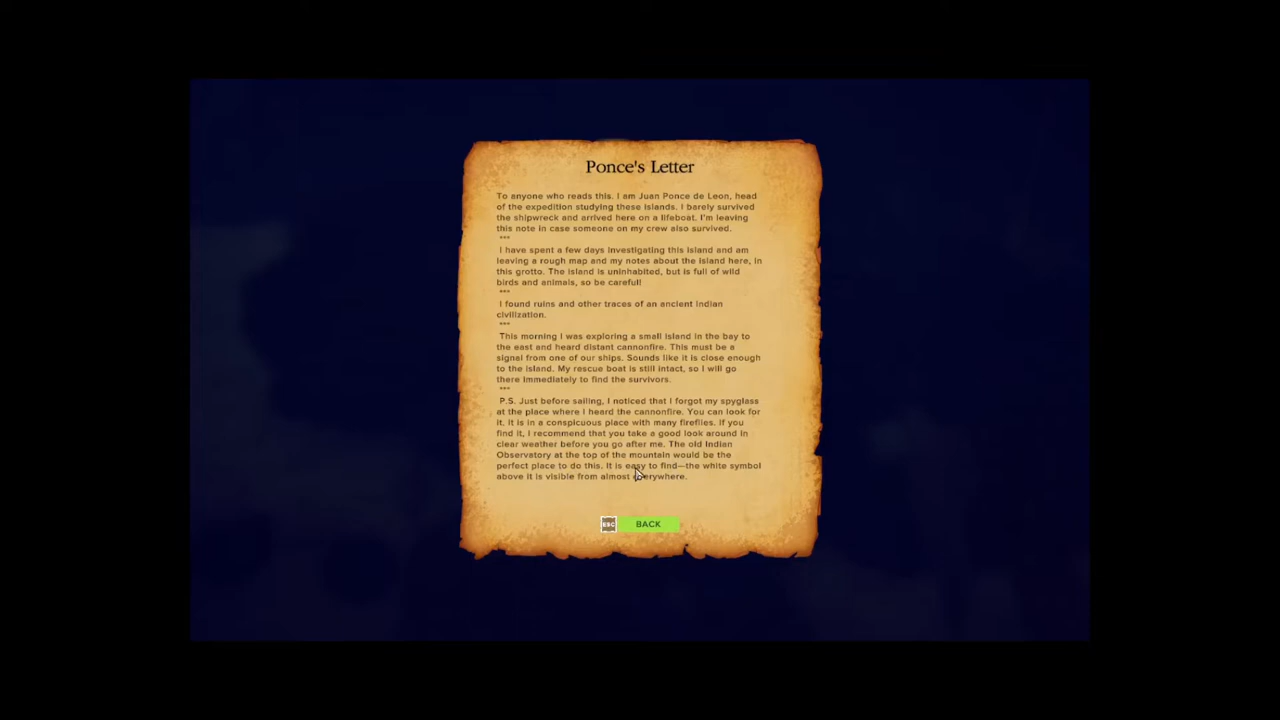 Ponce's Letter
To anyone who reads this. I am Juan Ponce de Leon, head
of the expedition studying these islands. I barely survived
the shipwreck and arrived here on a lifeboat. I'm leaving
this note in case someone on my crew also survived.
***
I have spent a few days investigating this island and am
leaving a rough map and my notes about the island here, in
this grotto. The island is uninhabited, but is full of wild
birds and animals, so be careful!
***
I found ruins and other traces of an ancient Indian
civilization.
***
This morning I was exploring a small island in the bay to
the east and heard distant cannonfire. This must be a
signal from one of our ships. Sounds like it is close enough
to the island. My rescue boat is still intact, so I will go
there immediately to find the survivors.
***
P.S. Just before sailing, I noticed that I forgot my spyglass
at the place where I heard the cannonfire. You can look for
it. It is in a conspicuous place with many fireflies. If you
find it, I recommend that you take a good look around in
clear weather before you go after me. The old Indian
Observatory at the top of the mountain would be the
perfect place to do this. It is easy to find—the white symbol
above it is visible from almost everywhere.
ESC BACK